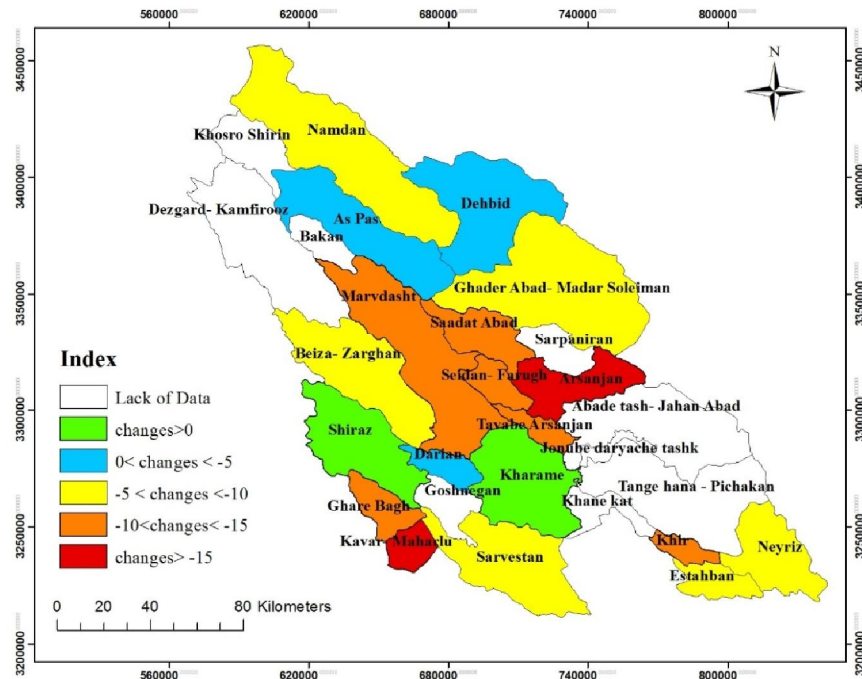 560000 620000 680000 740000 800000
N
3450000
3400000
3350000
3300000
3250000
3200000
Khosro Shirin
Namdan
Dezgard- Kamfirooz
As Pas
Dehbid
Bakan
Marvdasht
Ghader Abad- Madar Soleiman
Saadat Abad
Sarpaniran
Beiza- Zarghan
Seidan- Farugh
Arsanjan
Abade tash- Jahan Abad
Shiraz
Tavabe Arsanjan
Jonube daryache tashk
Darian
Kharame
Goshnegan
Tange hana - Pichakan
Ghare Bagh
Khane kat
Kavar- Maharlu
Sarvestan
Khir
Neyriz
Estahban
Index
Lack of Data
changes>0
0< changes < -5
-5 < changes <-10
-10<changes< -15
changes> -15
0 20 40 80 Kilometers
3450000
3400000
3350000
3300000
3250000
3200000
560000 620000 680000 740000 800000